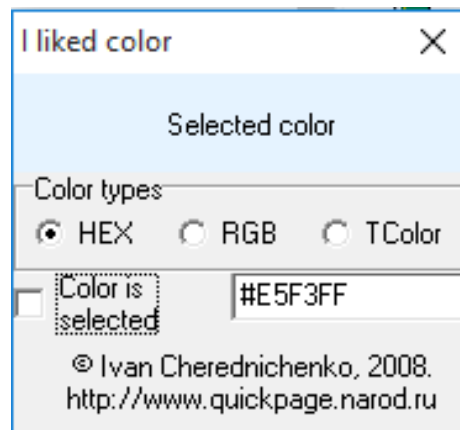 I liked color
Selected color
Color types
HEX RGB TColor
Color is
selected
#E5F3FF
© Ivan Cherednichenko, 2008.
http://www.quickpage.narod.ru